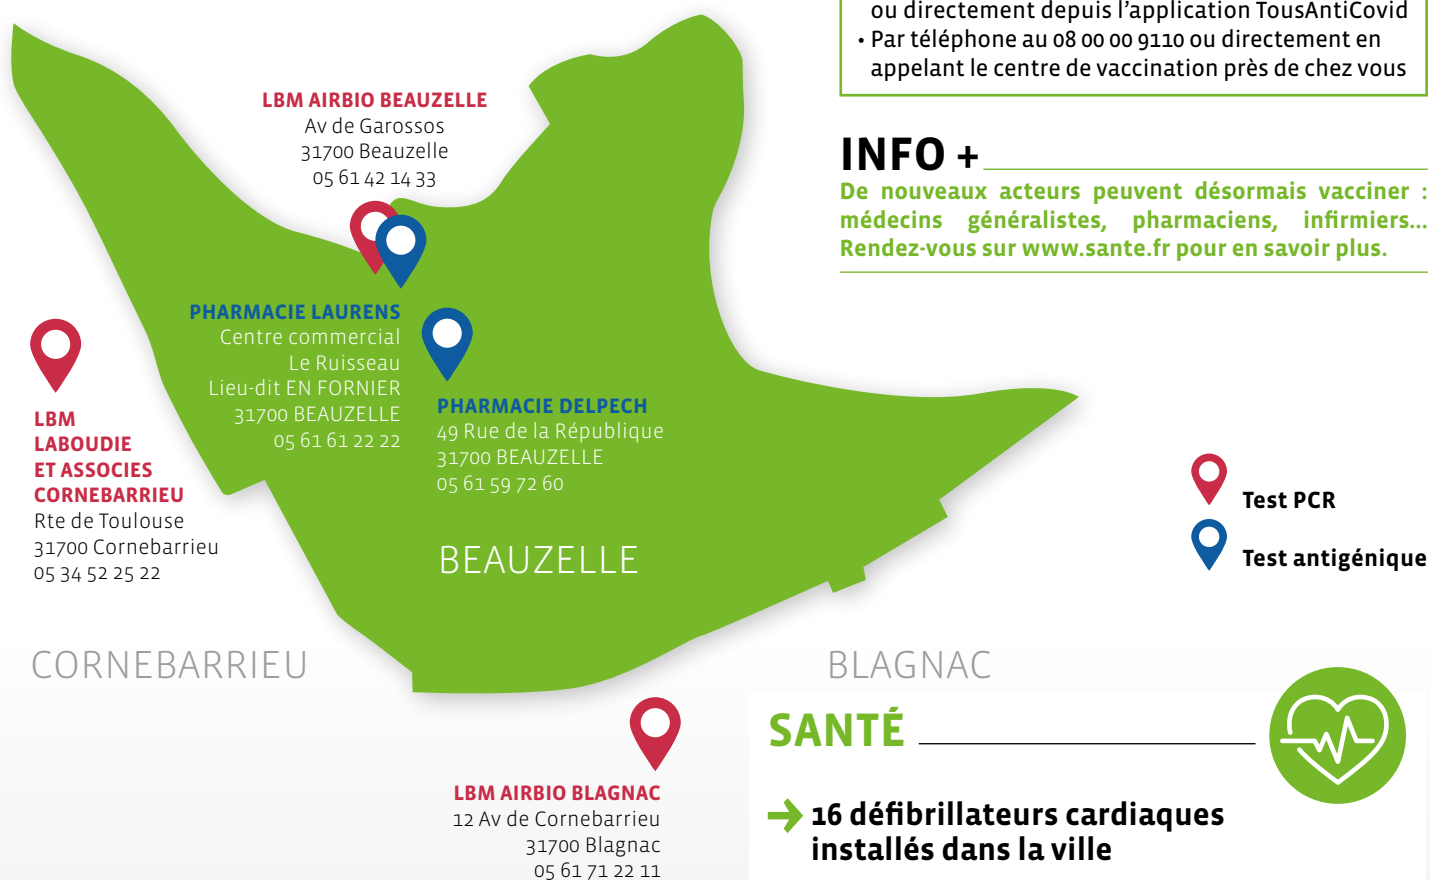 ou directement depuis l'application TousAntiCovid
• Par téléphone au 08 00 00 9110 ou directement en
appelant le centre de vaccination près de chez vous
INFO +
De nouveaux acteurs peuvent désormais vacciner :
médecins généralistes, pharmaciens, infirmiers...
Rendez-vous sur www.sante.fr pour en savoir plus.
LBM AIRBIO BEAUZELLE
Av de Garossos
31700 Beauzelle
05 61 42 14 33
PHARMACIE LAURENS
Centre commercial
Le Ruisseau
Lieu-dit EN FORNIER
31700 BEAUZELLE
05 61 61 22 22
PHARMACIE DELPECH
49 Rue de la République
31700 BEAUZELLE
05 61 59 72 60
LBM
LABOUDIE
ET ASSOCIES
CORNEBARRIEU
Rte de Toulouse
31700 Cornebarrieu
05 34 52 25 22
BEAUZELLE
Test PCR
Test antigénique
CORNEBARRIEU
BLAGNAC
LBM AIRBIO BLAGNAC
12 Av de Cornebarrieu
31700 Blagnac
05 61 71 22 11
SANTÉ
16 défibrillateurs cardiaques
installés dans la ville